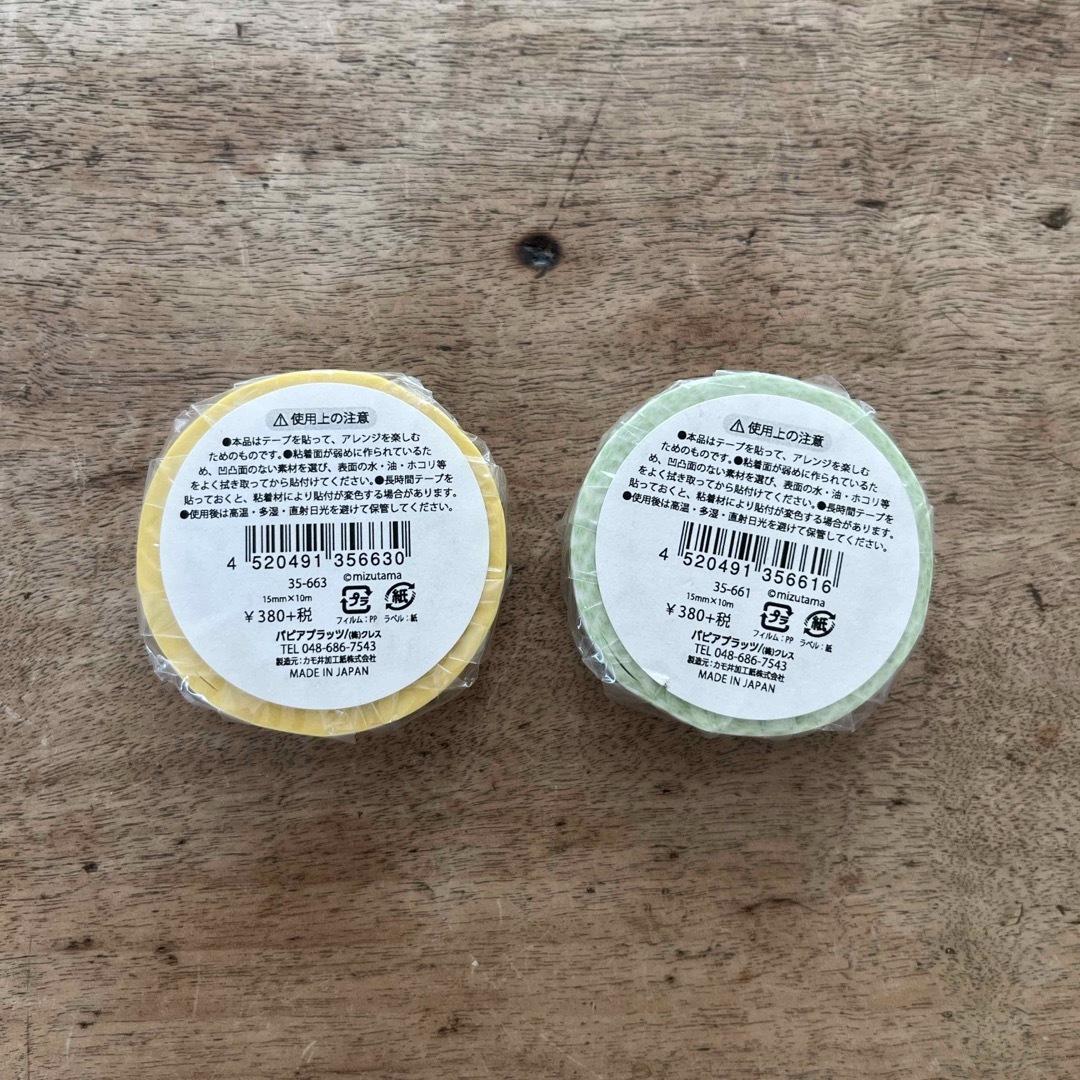 ⚠使用上の注意
●本品はテープを貼って、アレンジを楽しむ
ためのものです。●粘着面が弱めに作られているた
め、凹凸面のない素材を選び、表面の水・油・ホコリ等
をよく拭き取ってから貼付けてください。●長時間テープを
貼っておくと、粘着材により貼付が変色する場合があります。
●使用後は高温・多湿・直射日光を避けて保管してください。
4 520491 356630
35-663 ©mizutama
15mm×10m
¥380+税
プラ 紙
フィルム:PP ラベル:紙
パピアプラッツ/(株)クレス
TEL 048-686-7543
製造元:カモ井加工紙株式会社
MADE IN JAPAN
⚠使用上の注意
●本品はテープを貼って、アレンジを楽しむ
ためのものです。●粘着面が弱めに作られているた
め、凹凸面のない素材を選び、表面の水・油・ホコリ等
をよく拭き取ってから貼付けてください。●長時間テープを
貼っておくと、粘着材により貼付が変色する場合があります。
●使用後は高温・多湿・直射日光を避けて保管してください。
4 520491 356616
35-661 ©mizutama
15mm×10m
¥380+税
プラ 紙
フィルム:PP ラベル:紙
パピアプラッツ/(株)クレス
TEL 048-686-7543
製造元:カモ井加工紙株式会社
MADE IN JAPAN